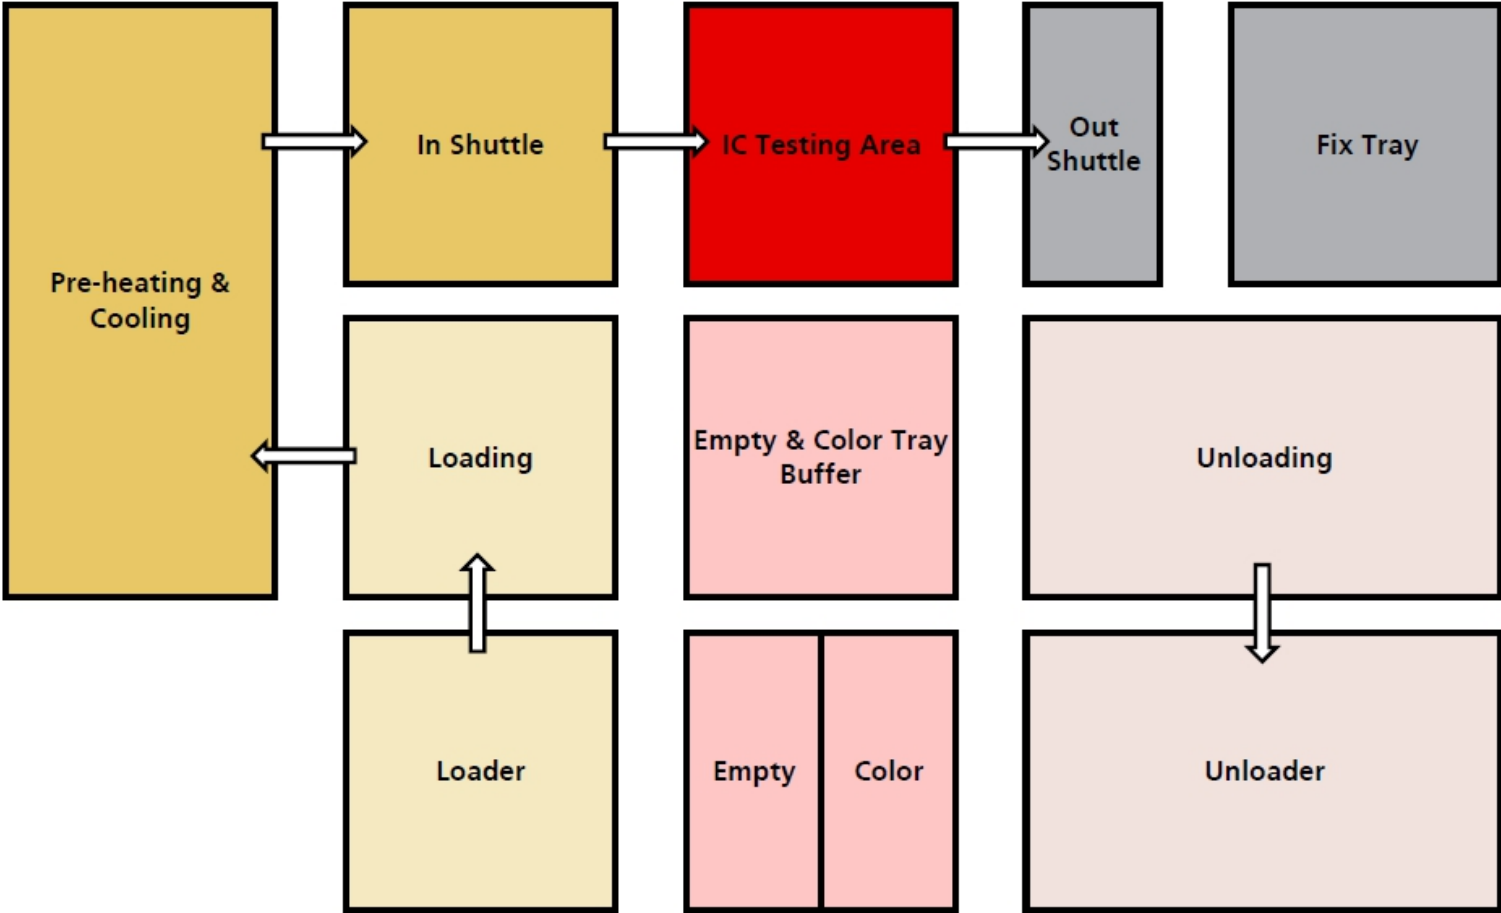 In Shuttle
IC Testing Area
Out
Shuttle
Fix Tray
Pre-heating &
Cooling
Loading
Empty & Color Tray
Buffer
Unloading
Loader
Empty
Color
Unloader